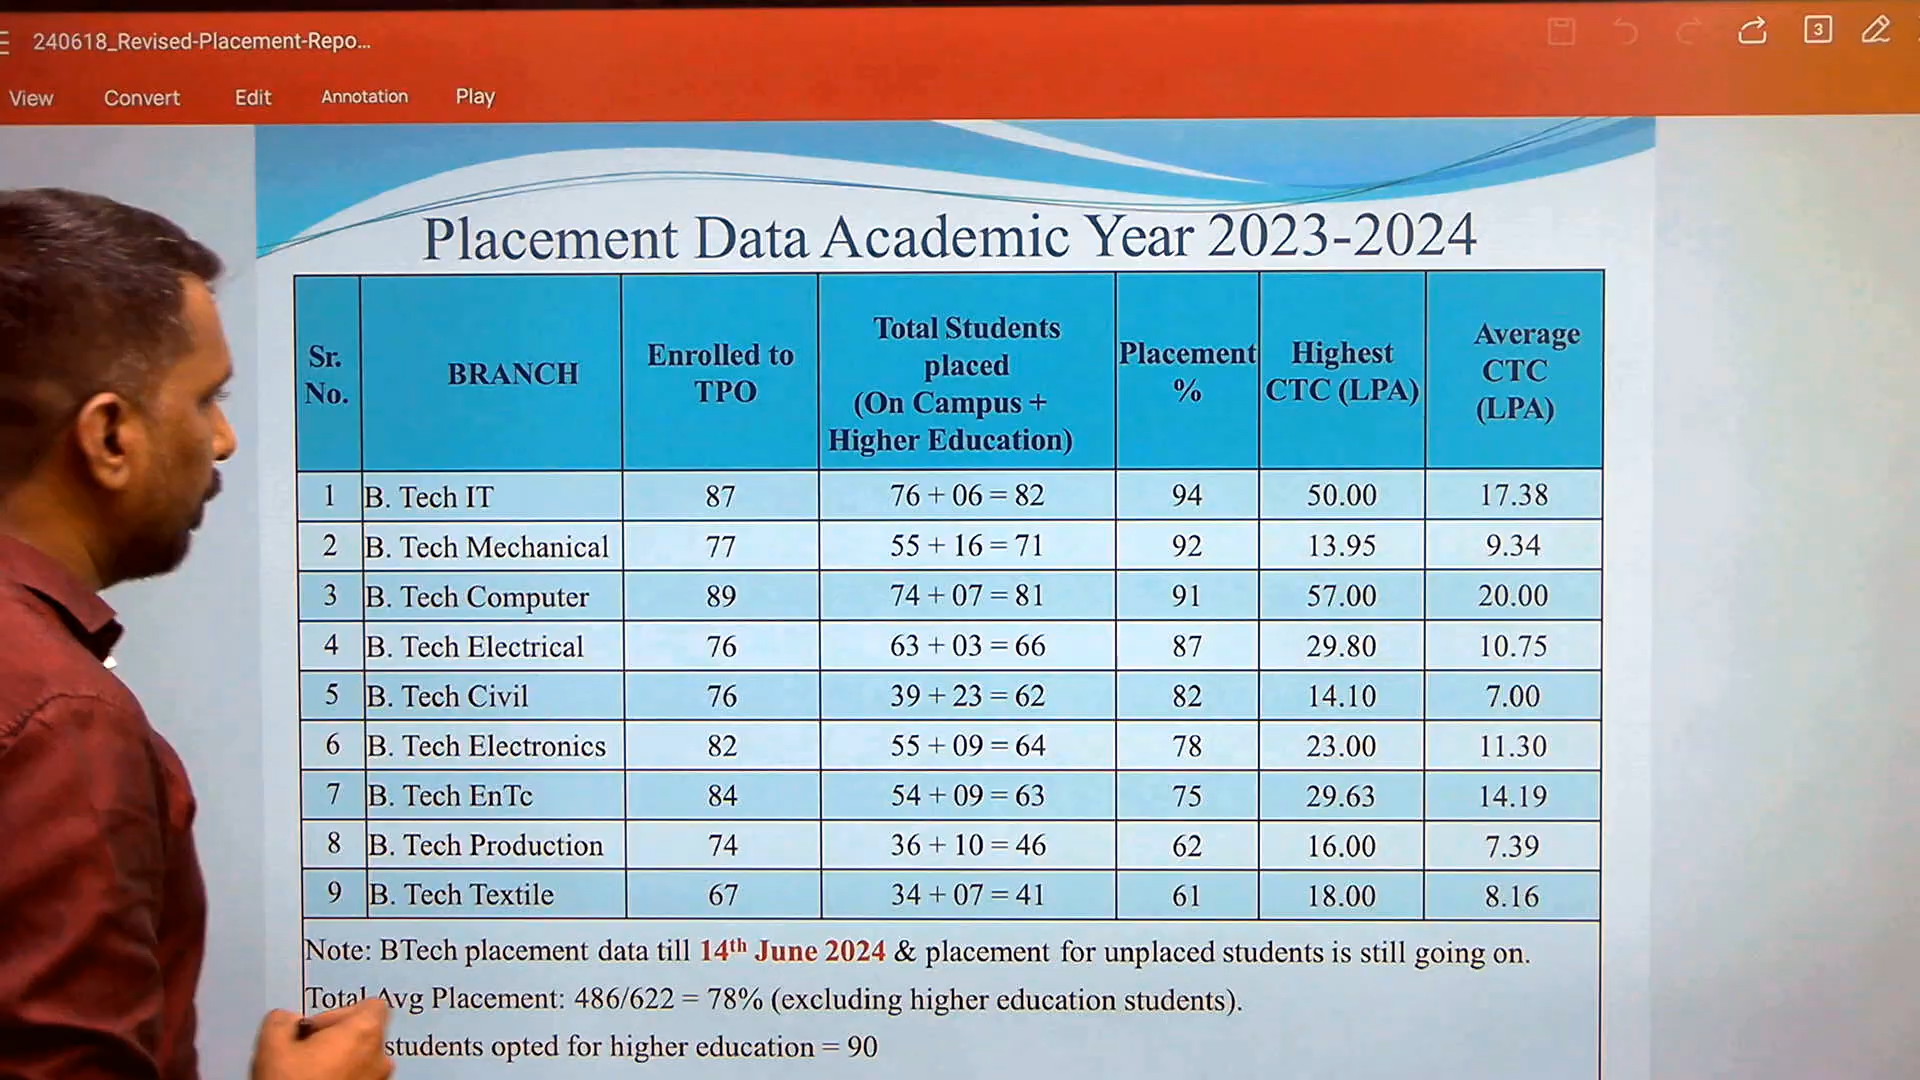 240618_Revised-Placement-Repo...
3
View Convert Edit Annotation Play
Placement Data Academic Year 2023-2024
Sr. No. BRANCH Enrolled to TPO Total Students placed (On Campus + Higher Education) Placement % Highest CTC (LPA) Average CTC (LPA)
1 B. Tech IT 87 76 + 06 = 82 94 50.00 17.38
2 B. Tech Mechanical 77 55 + 16 = 71 92 13.95 9.34
3 B. Tech Computer 89 74 + 07 = 81 91 57.00 20.00
4 B. Tech Electrical 76 63 + 03 = 66 87 29.80 10.75
5 B. Tech Civil 76 39 + 23 = 62 82 14.10 7.00
6 B. Tech Electronics 82 55 + 09 = 64 78 23.00 11.30
7 B. Tech EnTc 84 54 + 09 = 63 75 29.63 14.19
8 B. Tech Production 74 36 + 10 = 46 62 16.00 7.39
9 B. Tech Textile 67 34 + 07 = 41 61 18.00 8.16
Note: BTech placement data till 14th June 2024 & placement for unplaced students is still going on.
Total Avg Placement: 486/622 = 78% (excluding higher education students).
students opted for higher education = 90